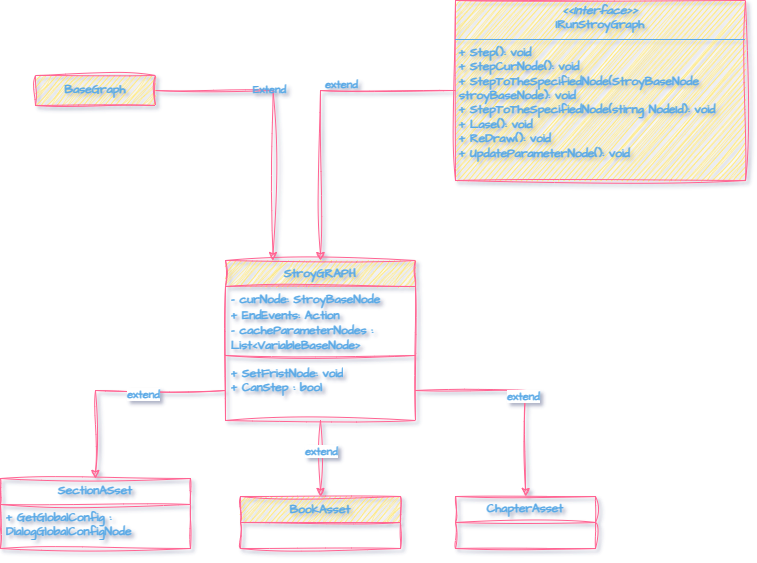 <<Interface>>
IRunStroyGraph
+ Step(): void
+ StepCurNode(): void
+ StepToTheSpecifiedNode(StroyBaseNode
stroyBaseNode): void
+ StepToTheSpecifiedNode(stirng NodeId): void
+ Lase(): void
+ ReDraw(): void
+ UpdateParameterNode(): void
BaseGraph
Extend
extend
StroyGRAPH
- curNode: StroyBaseNode
+ EndEvents: Action
- cacheParameterNodes :
List<VariableBaseNode>
+ SetFristNode: void
+ CanStep : bool
extend
extend
extend
SectionASset
+ GetGlobalConfig :
DialogGlobalConfigNode
BookAsset
ChapterAsset